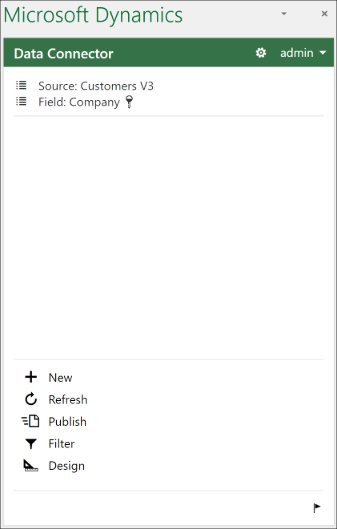 Microsoft Dynamics
Data Connector admin
Source: Customers V3
Field: Company
New
Refresh
Publish
Filter
Design